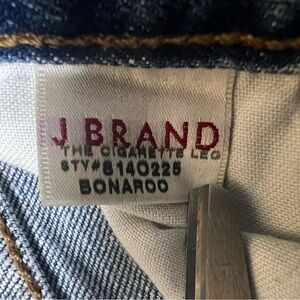 J BRAND
THE CIGARETTE LEG
STY#8140225
BONAROO